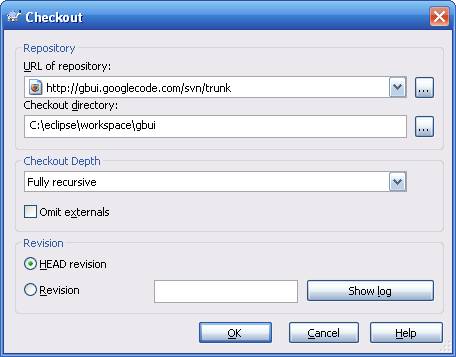 Checkout
Repository
URL of repository:
http://gbui.googlecode.com/svn/trunk
...
Checkout directory:
C:\eclipse\workspace\gbui
...
Checkout Depth
Fully recursive
Omit externals
Revision
HEAD revision
Revision
Show log
OK
Cancel
Help